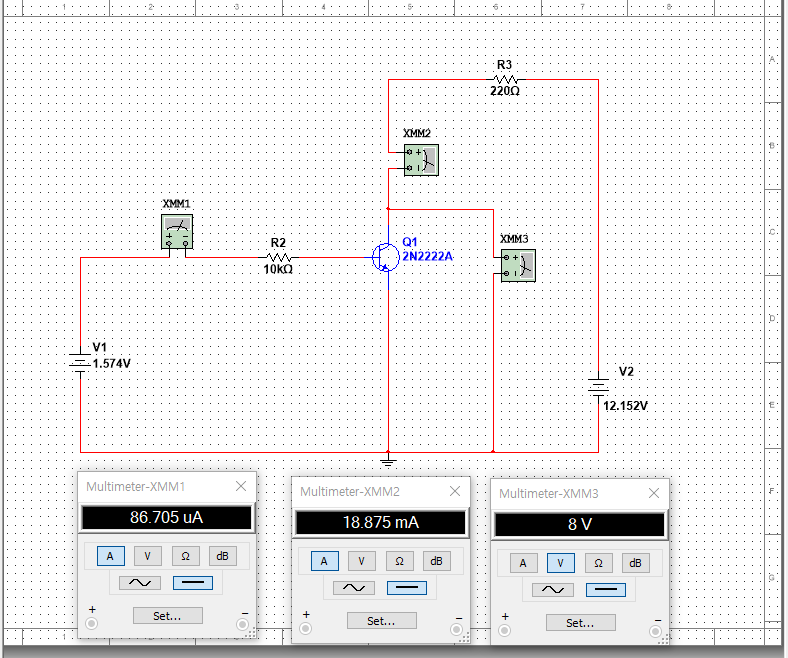 1 2 3 4 5 6 7 8
A
R3
220Ω
XMM2
B
XMM1
C
Q1
2N2222A
XMM3
R2
10kΩ
D
V1
1.574V
V2
12.152V
E
F
G
Multimeter-XMM1
86.705 uA
A V Ω dB
Set...
+ −
Multimeter-XMM2
18.875 mA
A V Ω dB
Set...
+ −
Multimeter-XMM3
8 V
A V Ω dB
Set...
+ −